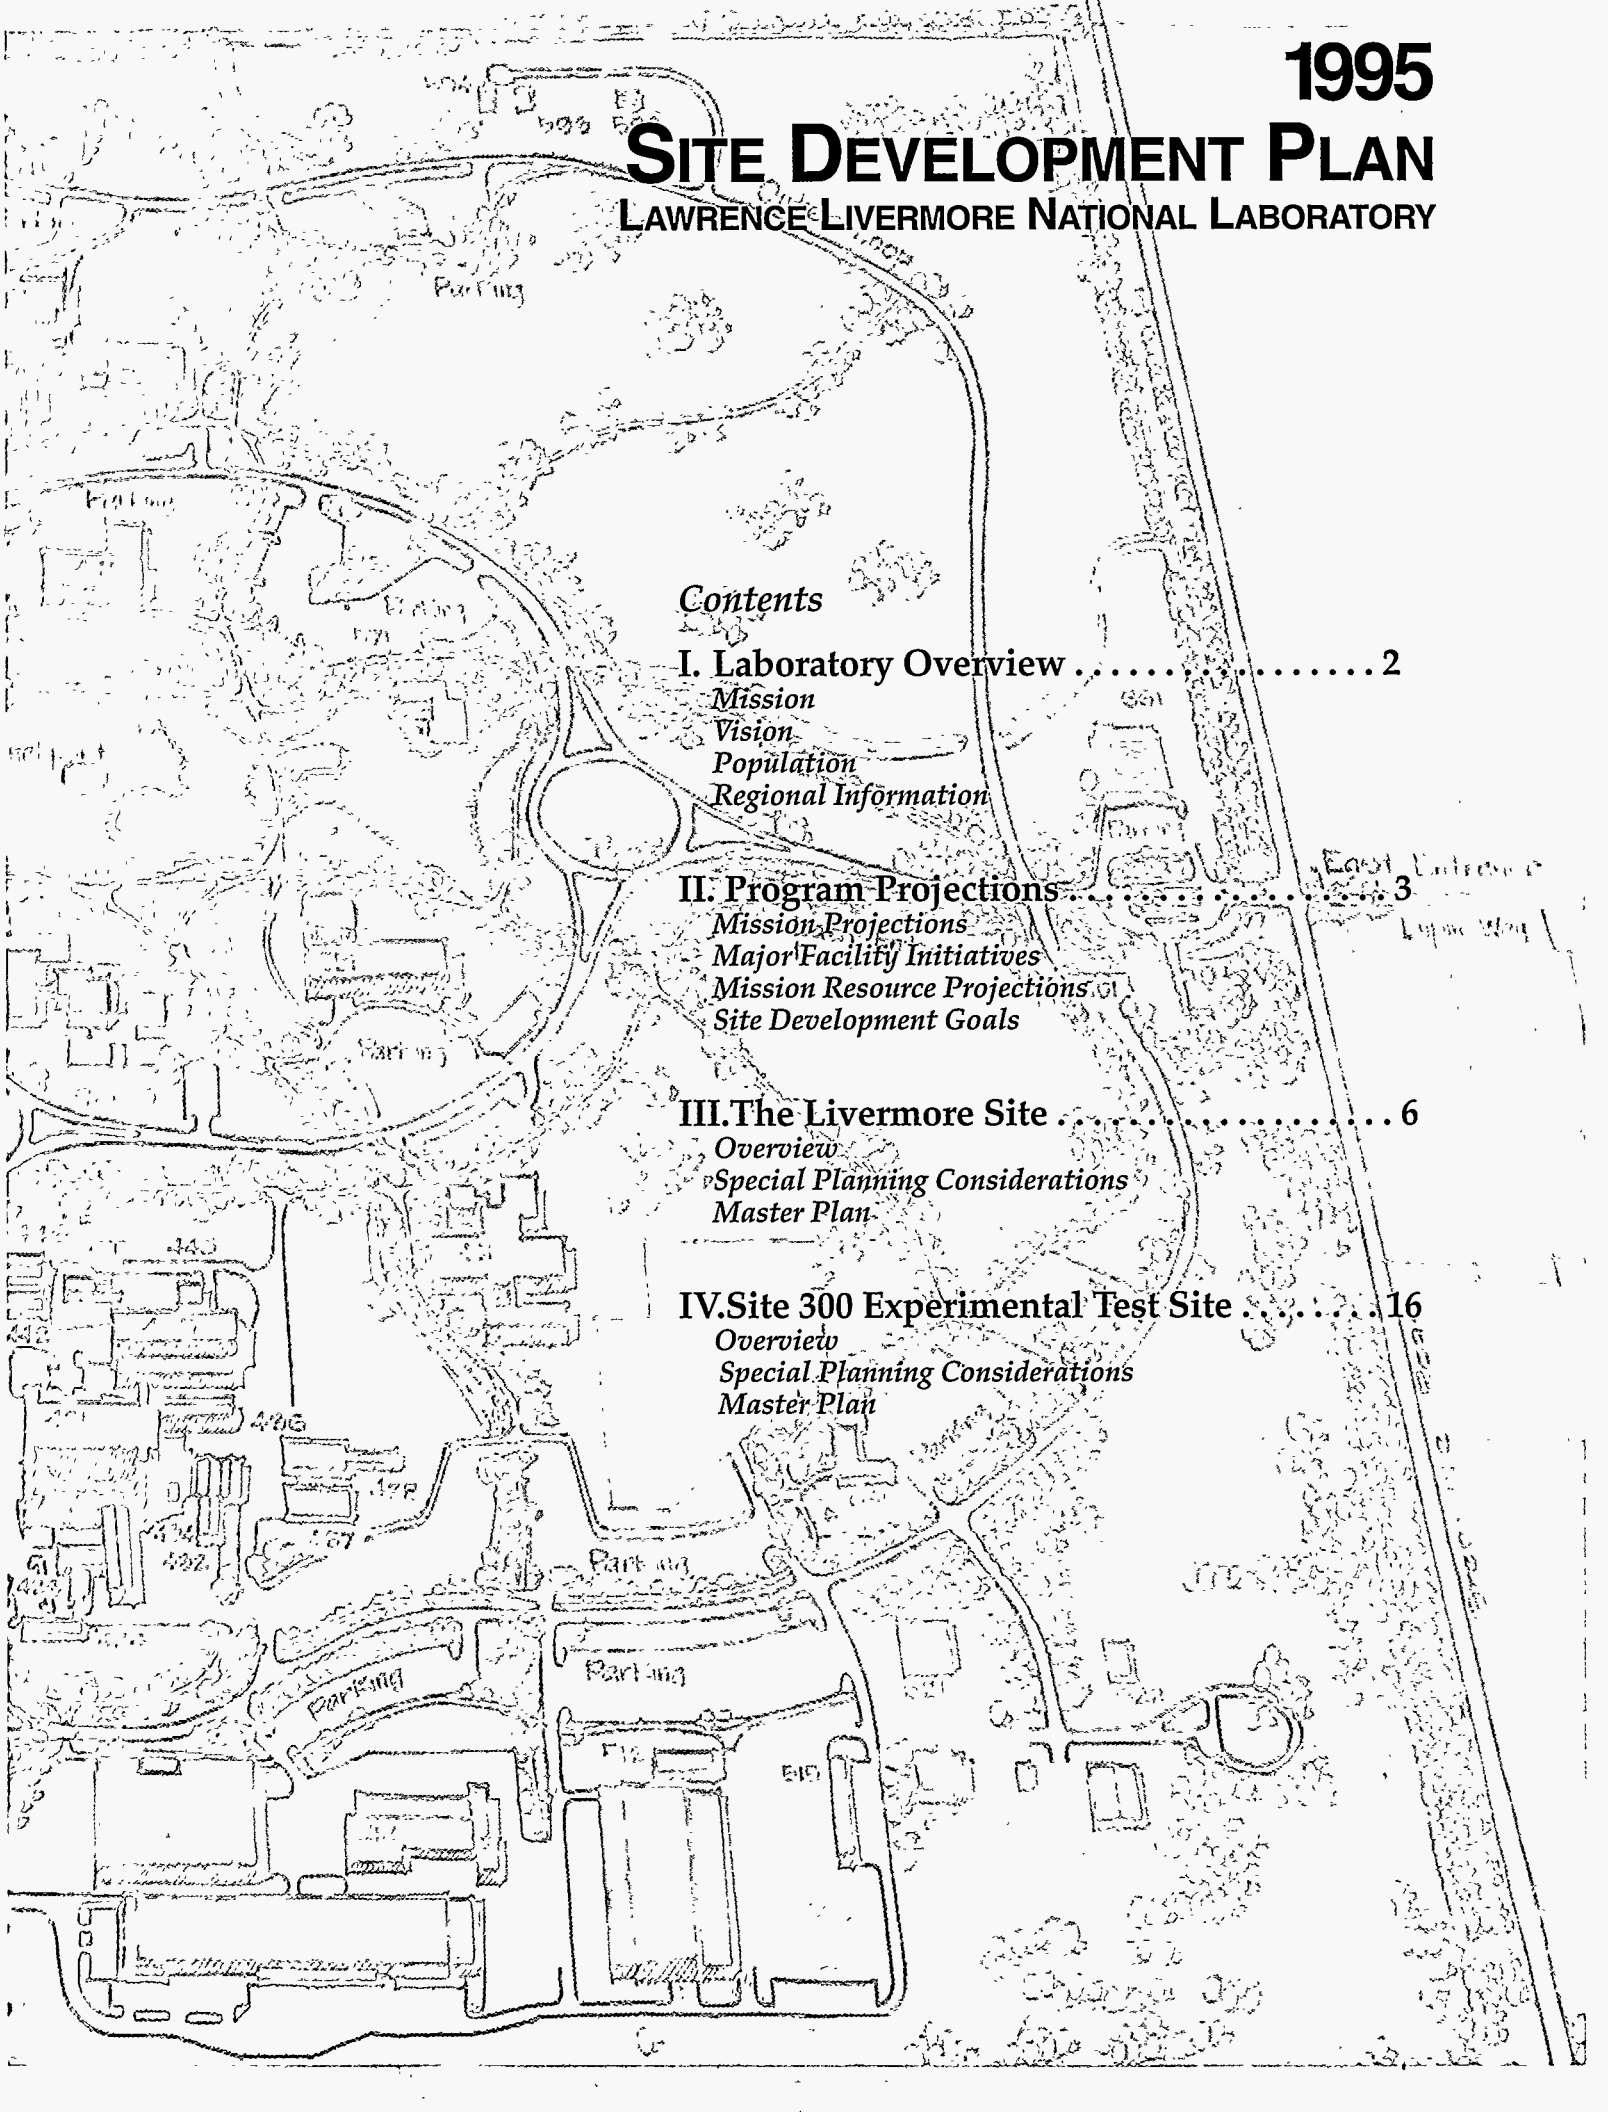 1995
SITE DEVELOPMENT PLAN
LAWRENCE LIVERMORE NATIONAL LABORATORY
Parking
Contents
I. Laboratory Overview . . . . . . . . . . . . . . . . . 2
Mission
Vision
Population
Regional Information
East Entrance
II. Program Projections . . . . . . . . . . . . . . . . . . 3
Mission Projections
Major Facility Initiatives
Mission Resource Projections
Site Development Goals
Parking
III.The Livermore Site . . . . . . . . . . . . . . . . . . . 6
Overview
Special Planning Considerations
Master Plan
IV.Site 300 Experimental Test Site . . . . . . . . 16
Overview
Special Planning Considerations
Master Plan
Parking
Parking
Parking
Parking